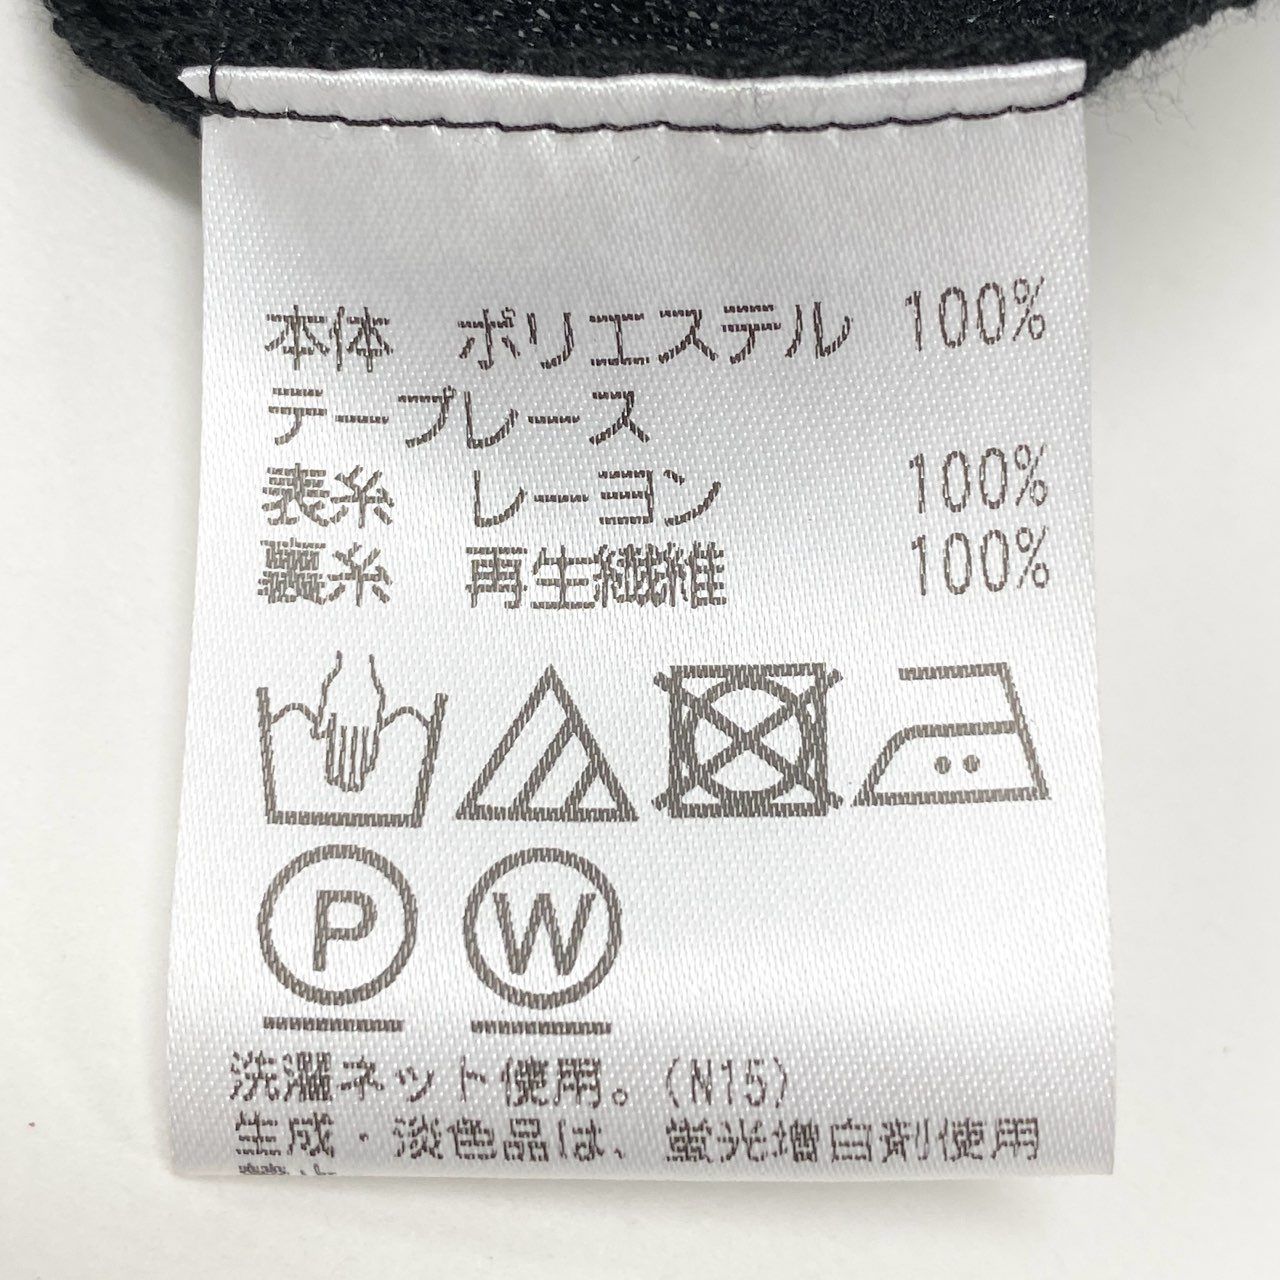 本体 ポリエステル 100%
テープレース
表糸 レーヨン 100%
裏糸 再生繊維 100%
P W
洗濯ネット使用。(N15)
生成・淡色品は、蛍光増白剤使用